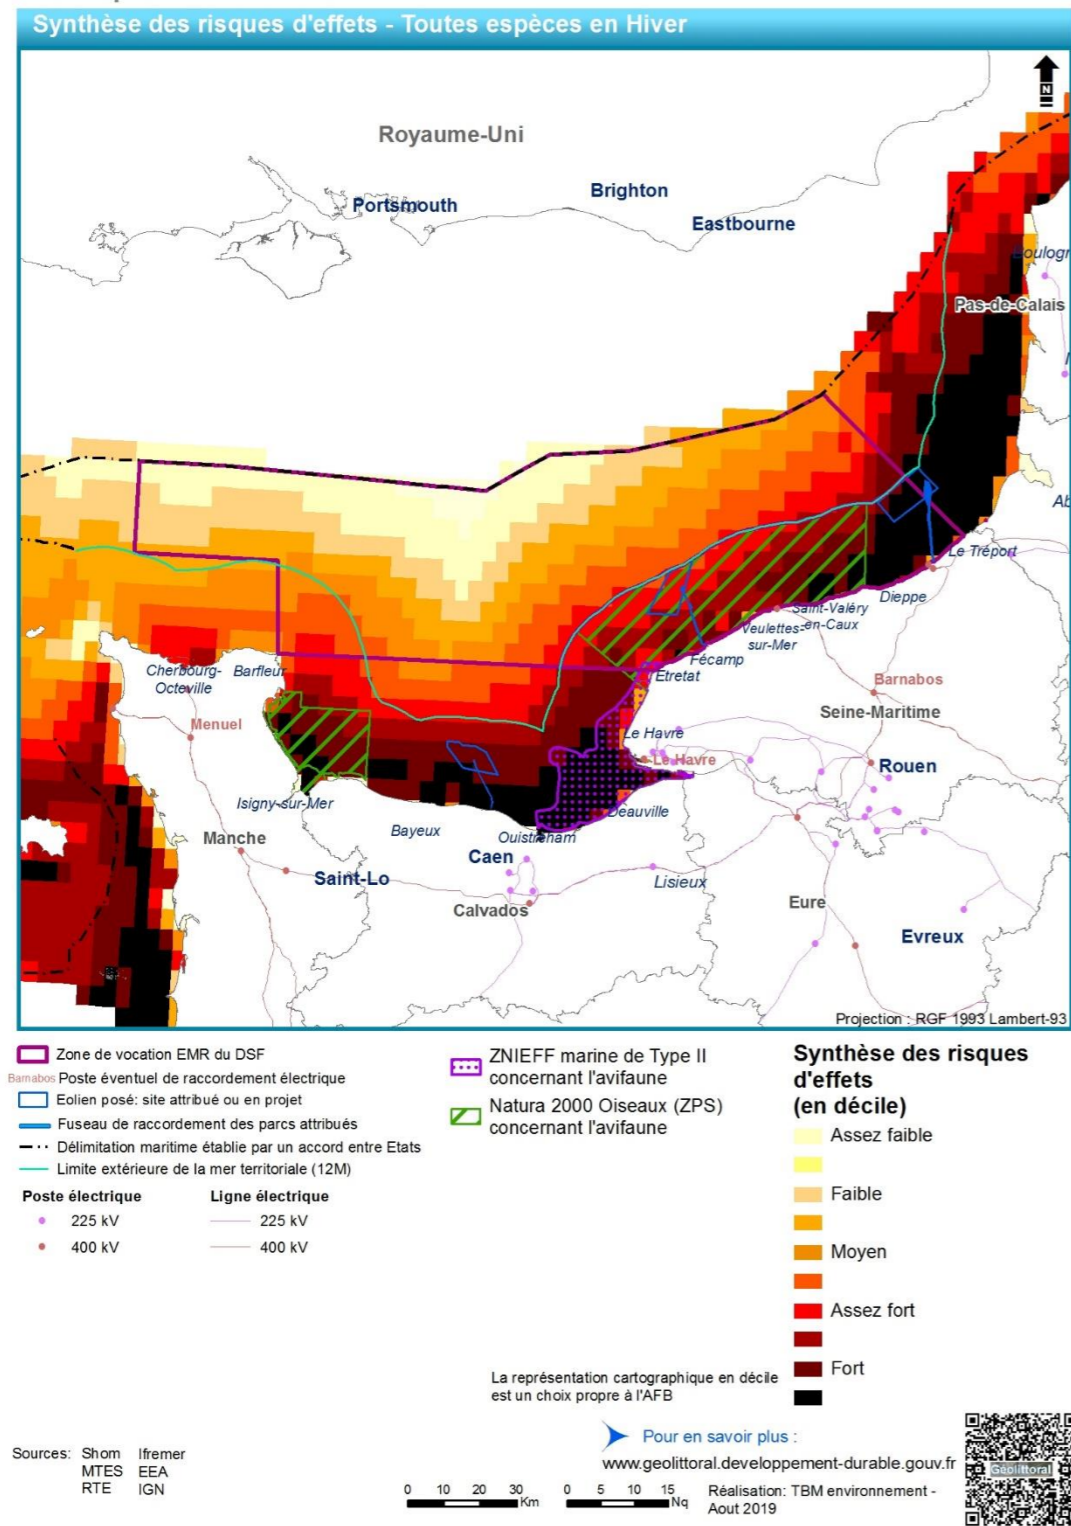 Synthèse des risques d'effets - Toutes espèces en Hiver
N
Royaume-Uni
Brighton
Portsmouth
Eastbourne
Pas-de-Calais
Le Tréport
Dieppe
Saint-Valéry
-en-Caux
Veulettes-
sur-Mer
Fécamp
Etretat
Cherbourg-
Octeville
Barfleur
Barnabos
Menuel
Seine-Maritime
Le Havre
Le Havre
Rouen
Isigny-sur-Mer
Deauville
Bayeux
Ouistreham
Manche
Caen
Saint-Lo
Lisieux
Calvados
Eure
Evreux
Projection : RGF 1993 Lambert-93
Zone de vocation EMR du DSF
Barnabos Poste éventuel de raccordement électrique
Eolien posé: site attribué ou en projet
Fuseau de raccordement des parcs attribués
Délimitation maritime établie par un accord entre Etats
Limite extérieure de la mer territoriale (12M)
Poste électrique
225 kV
400 kV
Ligne électrique
225 kV
400 kV
ZNIEFF marine de Type II
concernant l'avifaune
Natura 2000 Oiseaux (ZPS)
concernant l'avifaune
Synthèse des risques
d'effets
(en décile)
Assez faible
Faible
Moyen
Assez fort
Fort
La représentation cartographique en décile
est un choix propre à l'AFB
Pour en savoir plus :
www.geolittoral.developpement-durable.gouv.fr
Géolittoral
Sources: Shom Ifremer
MTES EEA
RTE IGN
0 10 20 30
Km
0 5 10 15
Nq
Réalisation: TBM environnement -
Aout 2019